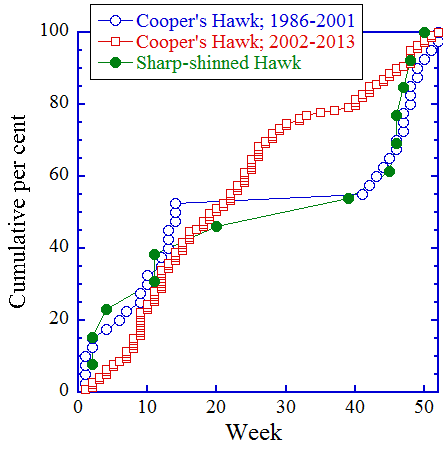 Cooper's Hawk; 1986-2001
Cooper's Hawk; 2002-2013
Sharp-shinned Hawk
100
80
60
40
20
0
Cumulative per cent
0 10 20 30 40 50
Week